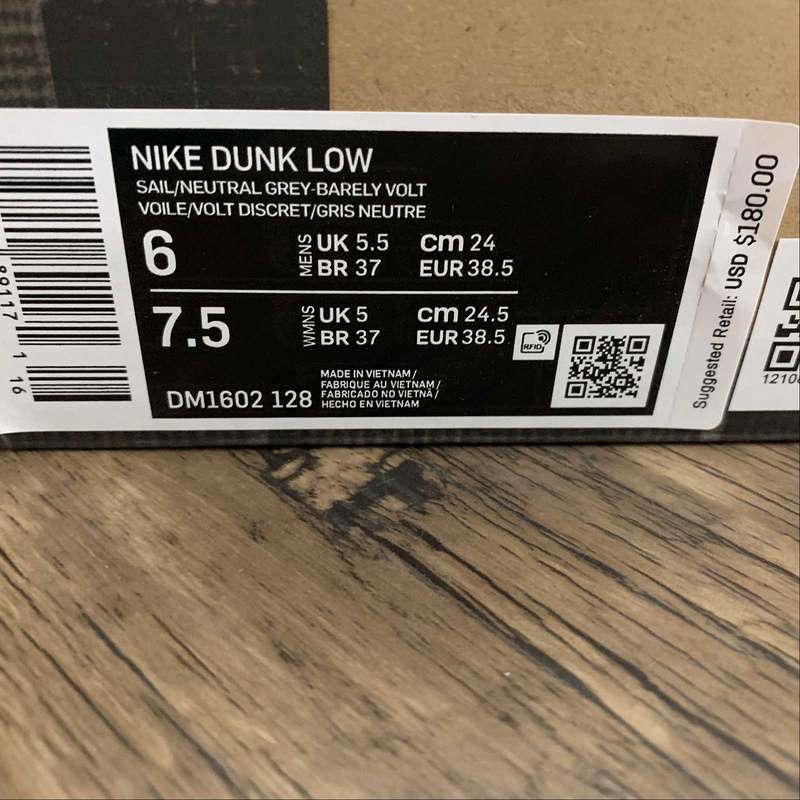 NIKE DUNK LOW
SAIL/NEUTRAL GREY-BARELY VOLT
VOILE/VOLT DISCRET/GRIS NEUTRE
6 MENS UK 5.5 cm 24
BR 37 EUR 38.5
7.5 WMNS UK 5 cm 24.5
BR 37 EUR 38.5
RFID
DM1602 128
MADE IN VIETNAM/
FABRIQUE AU VIETNAM/
FABRICADO NO VIETNÃ/
HECHO EN VIETNAM
Suggested Retail: USD $180.00
89117 1 16